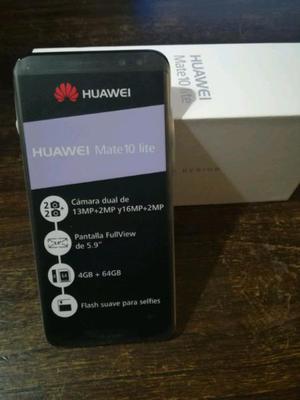 HUAWEI
HUAWEI Mate 10 lite
Cámara dual de
13MP+2MP y16MP+2MP
Pantalla FullView
de 5.9"
4GB + 64GB
Flash suave para selfies
HUAWEI
Mate 10 lite